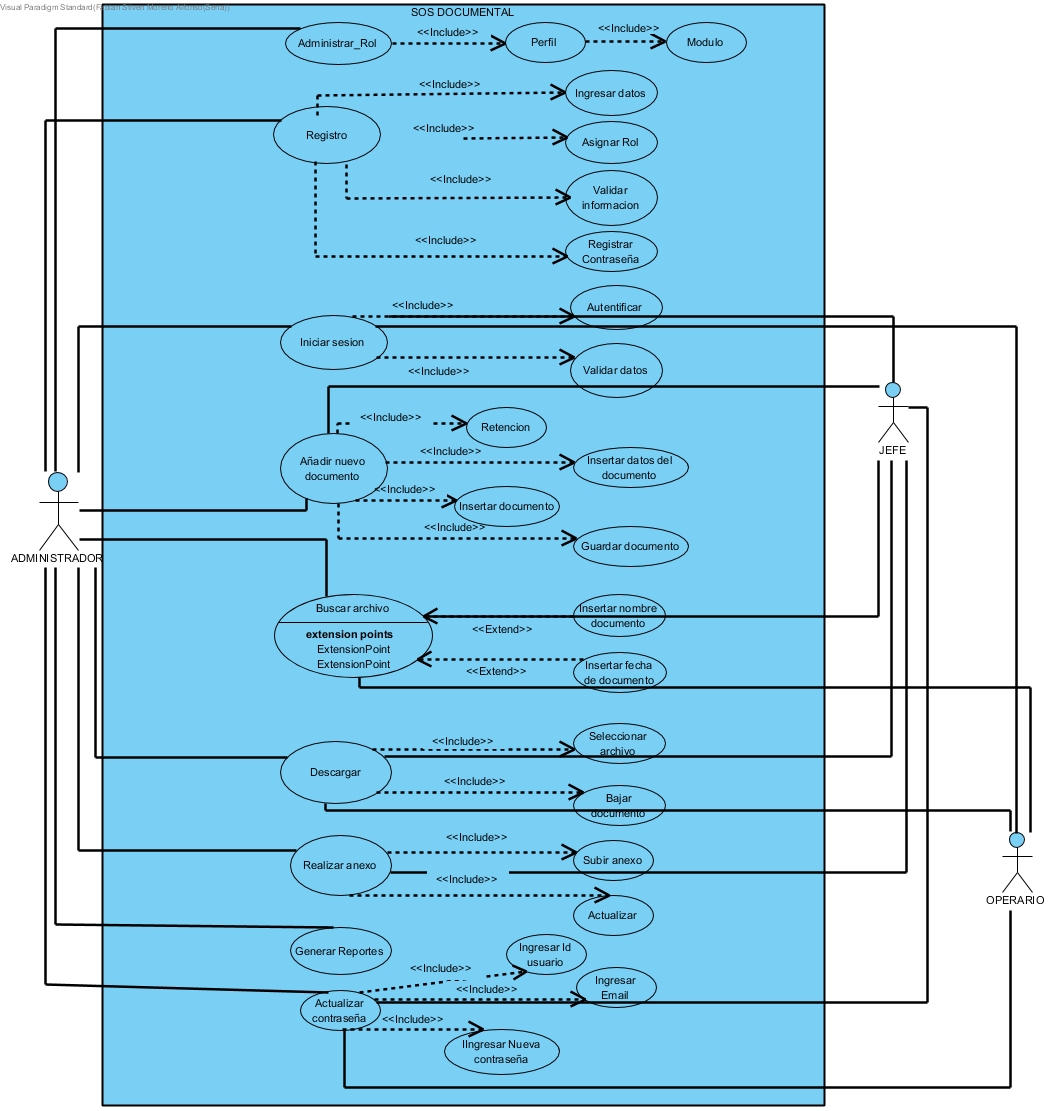 Visual Paradigm Standard(
SOS DOCUMENTAL
<<Include>>
<<Include>>
Administrar_Rol
Perfil
Modulo
<<Include>>
Ingresar datos
Registro
<<Include>>
Asignar Rol
<<Include>>
Validar
informacion
<<Include>>
Registrar
Contraseña
<<Include>>
Autentificar
Iniciar sesion
<<Include>>
Validar datos
<<Include>>
Retencion
JEFE
<<Include>>
Añadir nuevo
documento
Insertar datos del
documento
<<Include>>
Insertar documento
<<Include>>
Guardar documento
ADMINISTRADOR
Buscar archivo
extension points
ExtensionPoint
ExtensionPoint
Insertar nombre
documento
<<Extend>>
Insertar fecha
de documento
<<Extend>>
<<Include>>
Seleccionar
archivo
Descargar
<<Include>>
Bajar
documento
<<Include>>
Realizar anexo
Subir anexo
<<Include>>
Actualizar
OPERARIO
Generar Reportes
Ingresar Id
usuario
<<Include>>
<<Include>>
Ingresar
Email
Actualizar
contraseña
<<Include>>
IIngresar Nueva
contraseña